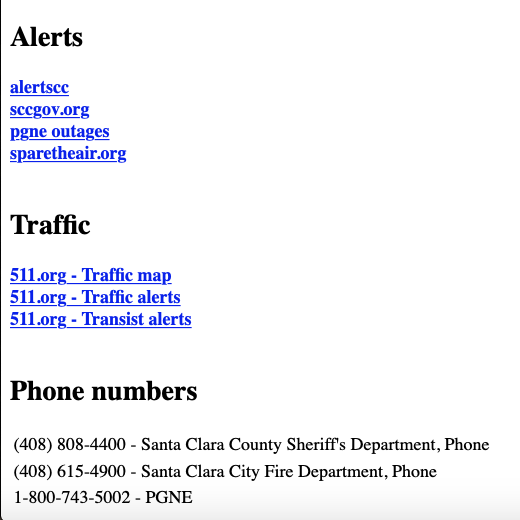 Alerts
alertscc
sccgov.org
pgne outages
sparetheair.org
Traffic
511.org - Traffic map
511.org - Traffic alerts
511.org - Transist alerts
Phone numbers
(408) 808-4400 - Santa Clara County Sheriff's Department, Phone
(408) 615-4900 - Santa Clara City Fire Department, Phone
1-800-743-5002 - PGNE